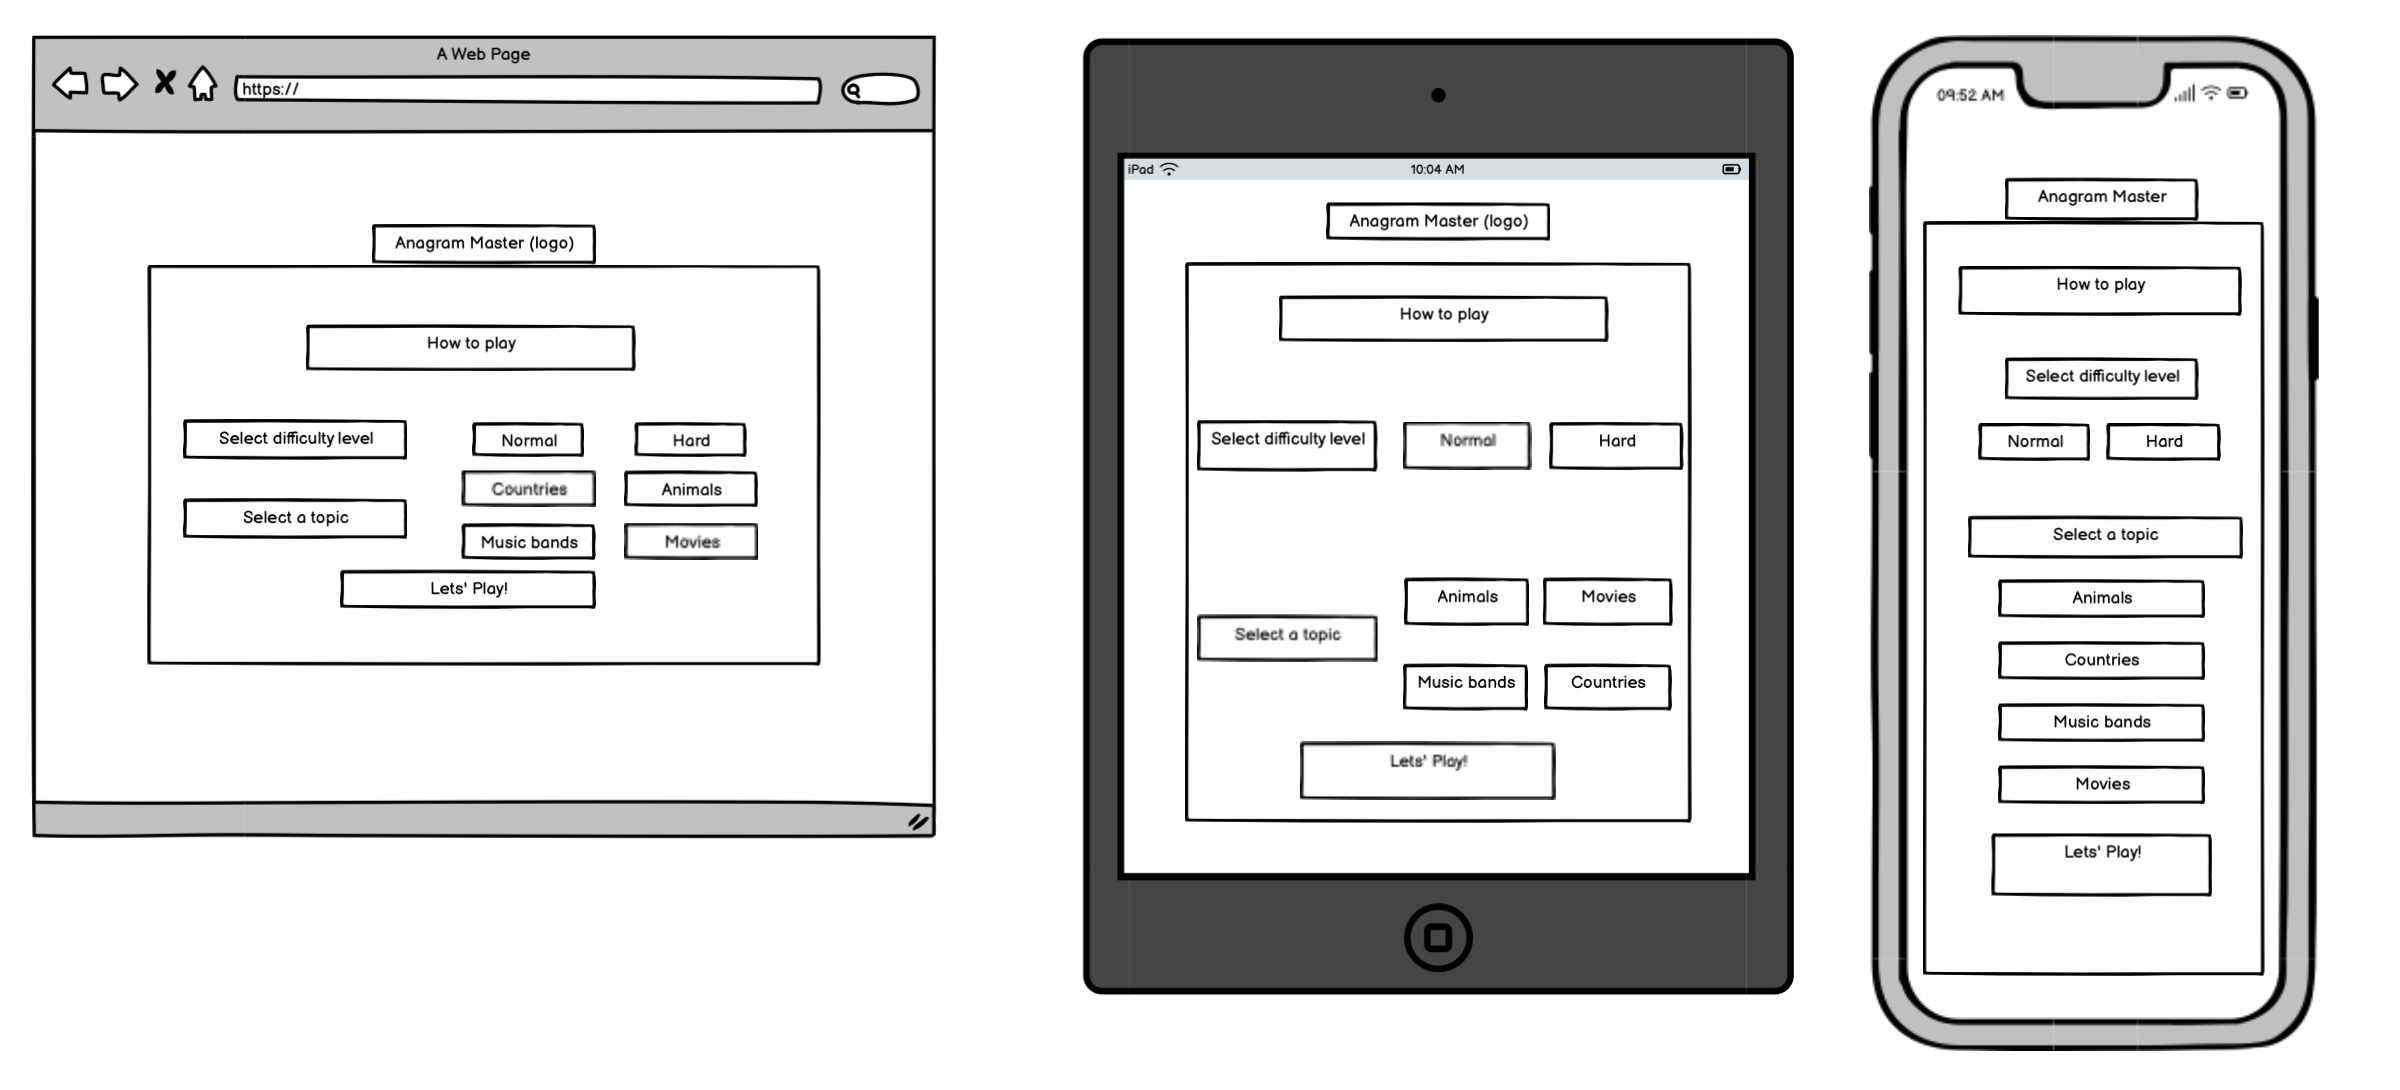 A Web Page
https://
Anagram Master (logo)
How to play
Select difficulty level
Normal
Hard
Countries
Animals
Select a topic
Music bands
Movies
Lets' Play!
iPad
10:04 AM
Anagram Master (logo)
How to play
Select difficulty level
Normal
Hard
Animals
Movies
Select a topic
Music bands
Countries
Lets' Play!
09:52 AM
Anagram Master
How to play
Select difficulty level
Normal
Hard
Select a topic
Animals
Countries
Music bands
Movies
Lets' Play!